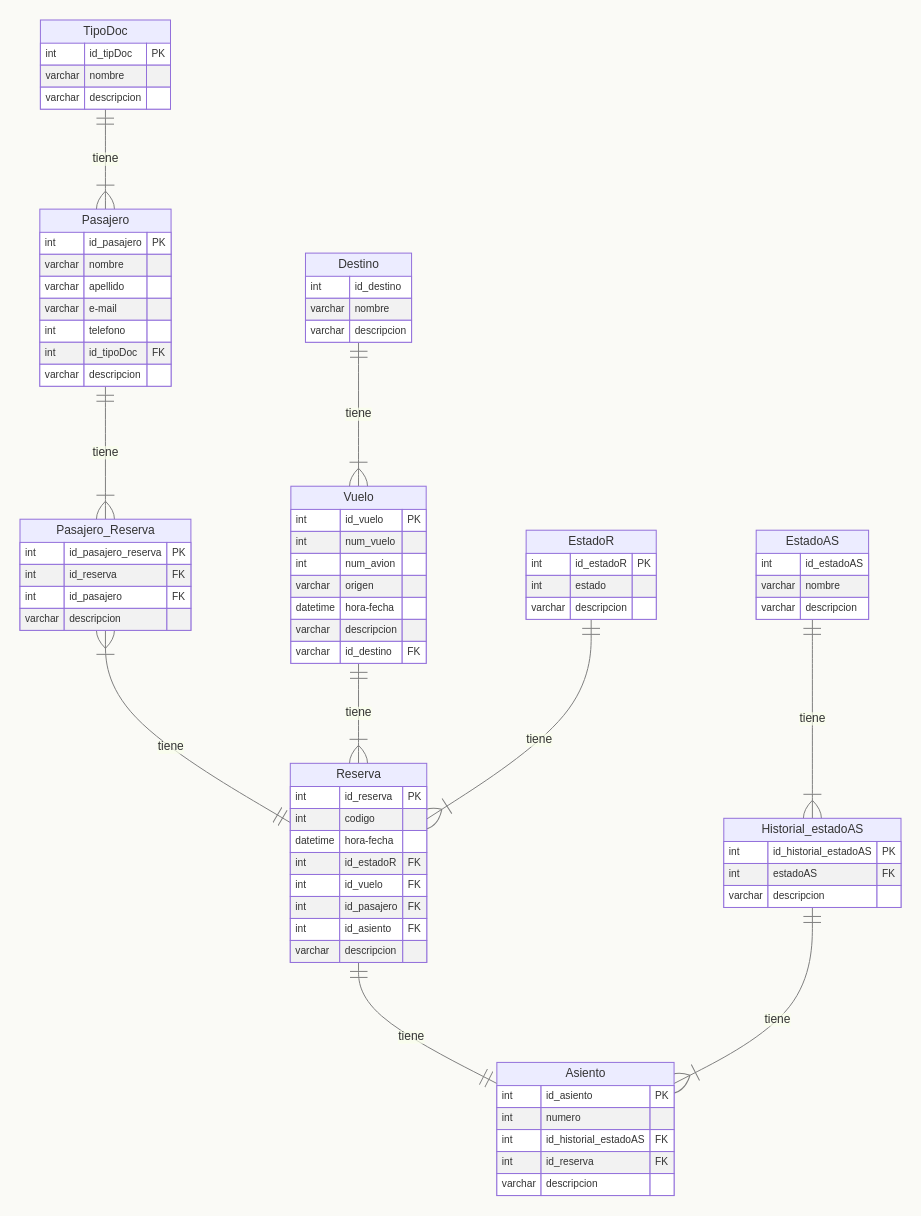 TipoDoc
int id_tipDoc PK
varchar nombre
varchar descripcion
tiene
Pasajero
int id_pasajero PK
varchar nombre
varchar apellido
varchar e-mail
int telefono
int id_tipoDoc FK
varchar descripcion
tiene
Pasajero_Reserva
int id_pasajero_reserva PK
int id_reserva FK
int id_pasajero FK
varchar descripcion
tiene
Destino
int id_destino
varchar nombre
varchar descripcion
tiene
Vuelo
int id_vuelo PK
int num_vuelo
int num_avion
varchar origen
datetime hora-fecha
varchar descripcion
varchar id_destino FK
tiene
EstadoR
int id_estadoR PK
int estado
varchar descripcion
tiene
Reserva
int id_reserva PK
int codigo
datetime hora-fecha
int id_estadoR FK
int id_vuelo FK
int id_pasajero FK
int id_asiento FK
varchar descripcion
tiene
EstadoAS
int id_estadoAS
varchar nombre
varchar descripcion
tiene
Historial_estadoAS
int id_historial_estadoAS PK
int estadoAS FK
varchar descripcion
tiene
Asiento
int id_asiento PK
int numero
int id_historial_estadoAS FK
int id_reserva FK
varchar descripcion